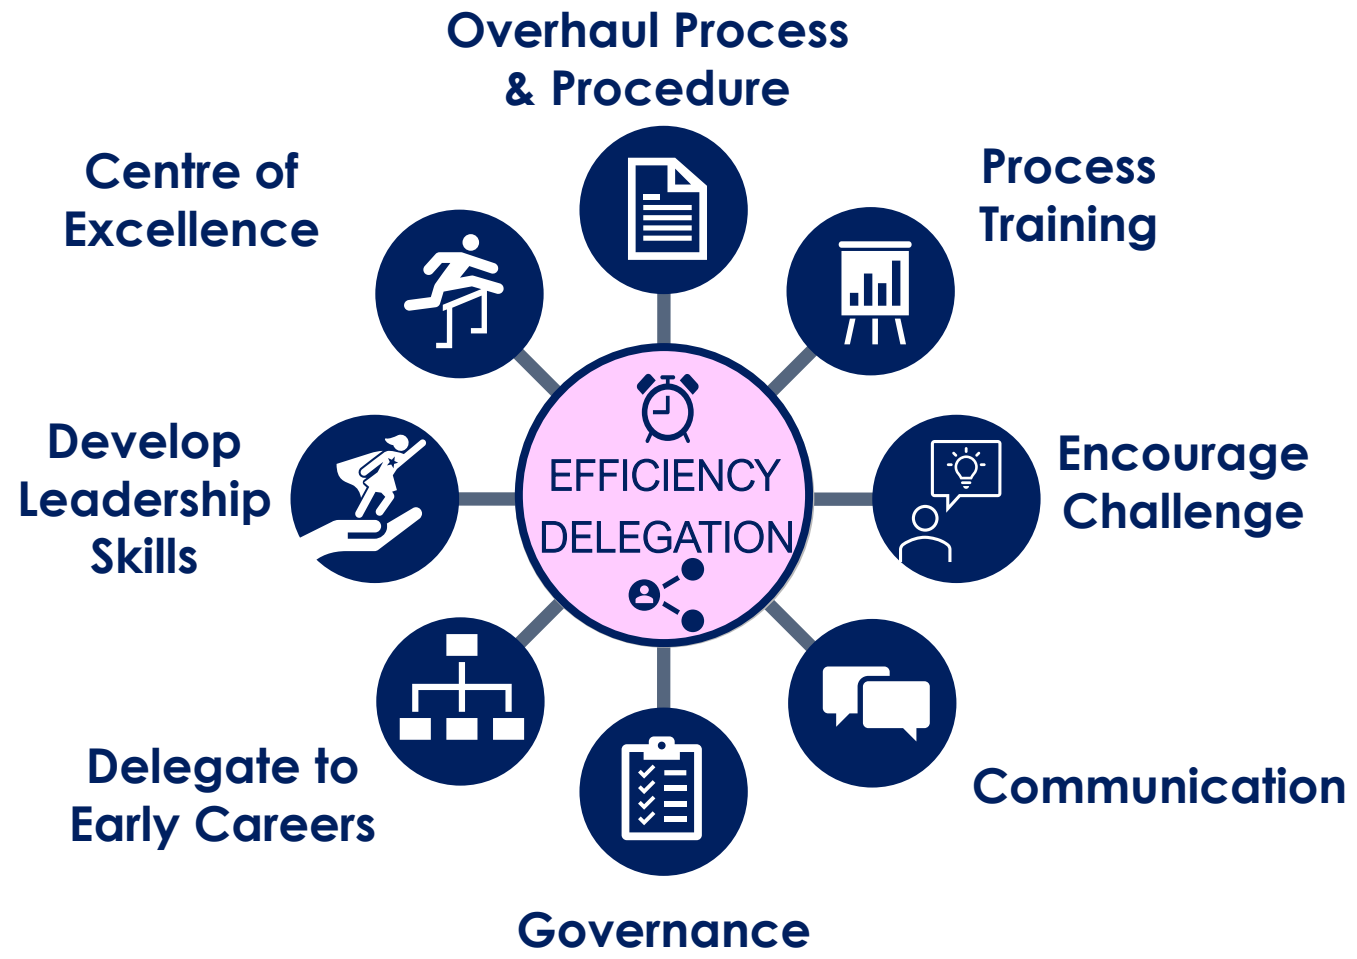 Overhaul Process
& Procedure
Process
Training
Centre of
Excellence
Encourage
Challenge
Develop
Leadership
Skills
EFFICIENCY
DELEGATION
Communication
Delegate to
Early Careers
Governance